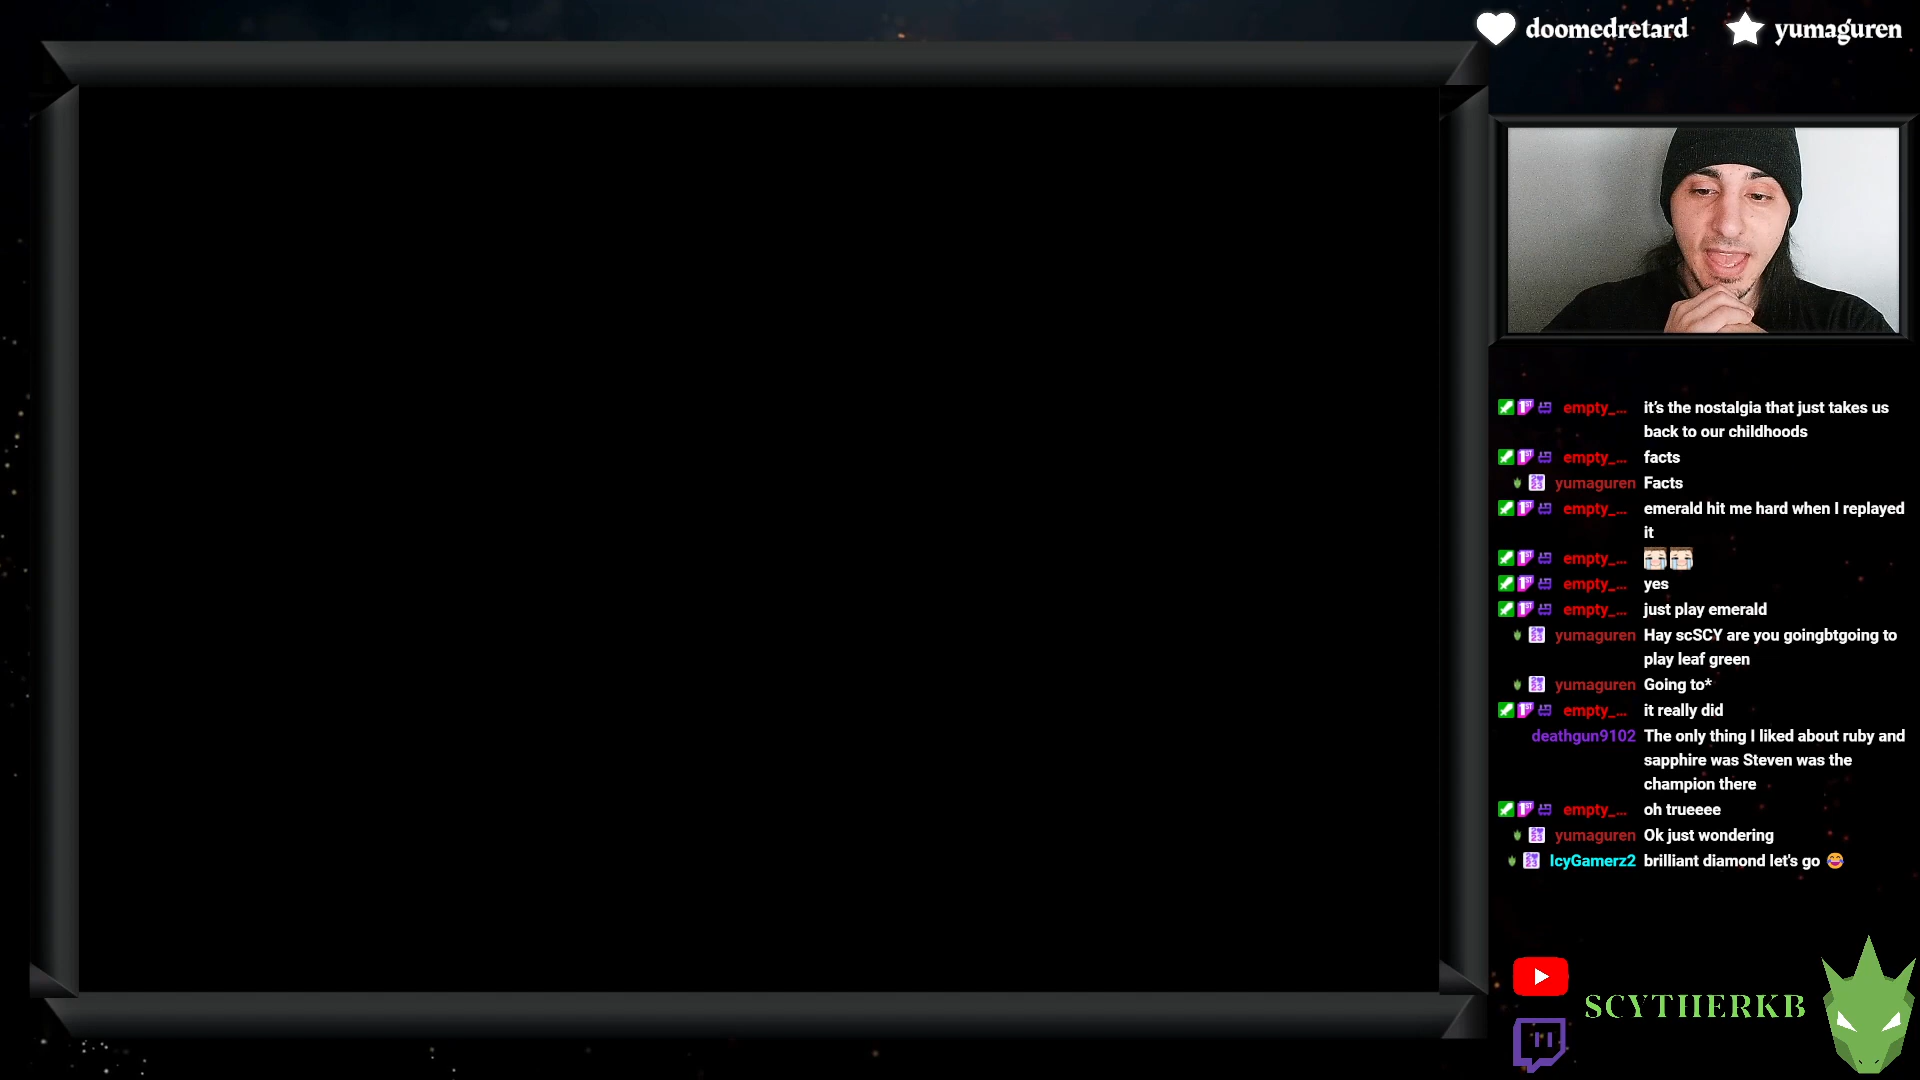 doomedretard yumaguren
empty_... it's the nostalgia that just takes us
back to our childhoods
empty_... facts
yumaguren Facts
empty_... emerald hit me hard when I replayed
it
empty_...
empty_... yes
empty_... just play emerald
yumaguren Hay scSCY are you goingbtgoing to
play leaf green
yumaguren Going to*
empty_... it really did
deathgun9102 The only thing I liked about ruby and
sapphire was Steven was the
champion there
empty_... oh trueeee
yumaguren Ok just wondering
IcyGamerz2 brilliant diamond let's go 😂
SCYTHERKB